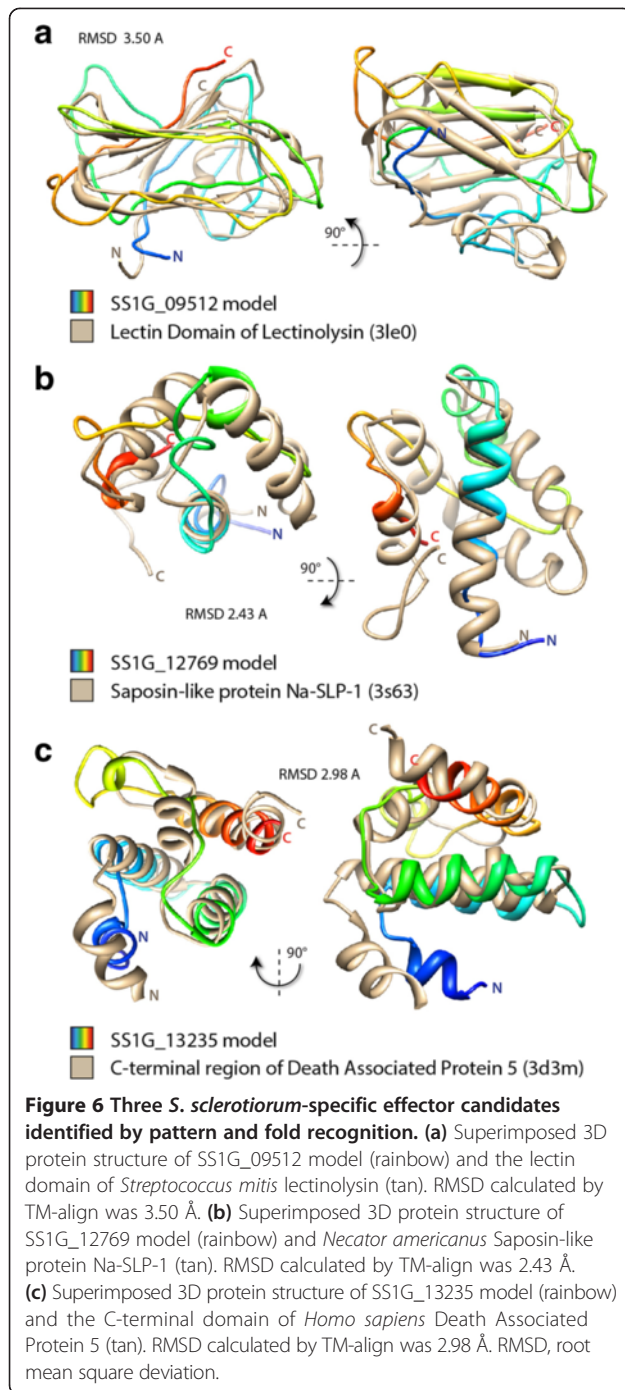 a
RMSD 3.50 A
C
C
N
N
N
N
C
C
90°
SS1G_09512 model
Lectin Domain of Lectinolysin (3le0)
b
C
C
N
N
C
C
N
N
90°
RMSD 2.43 A
SS1G_12769 model
Saposin-like protein Na-SLP-1 (3s63)
c
RMSD 2.98 A
C
C
N
N
C
C
N
90°
SS1G_13235 model
C-terminal region of Death Associated Protein 5 (3d3m)
Figure 6 Three S. sclerotiorum-specific effector candidates
identified by pattern and fold recognition. (a) Superimposed 3D
protein structure of SS1G_09512 model (rainbow) and the lectin
domain of Streptococcus mitis lectinolysin (tan). RMSD calculated by
TM-align was 3.50 Å. (b) Superimposed 3D protein structure of
SS1G_12769 model (rainbow) and Necator americanus Saposin-like
protein Na-SLP-1 (tan). RMSD calculated by TM-align was 2.43 Å.
(c) Superimposed 3D protein structure of SS1G_13235 model (rainbow)
and the C-terminal domain of Homo sapiens Death Associated
Protein 5 (tan). RMSD calculated by TM-align was 2.98 Å. RMSD, root
mean square deviation.